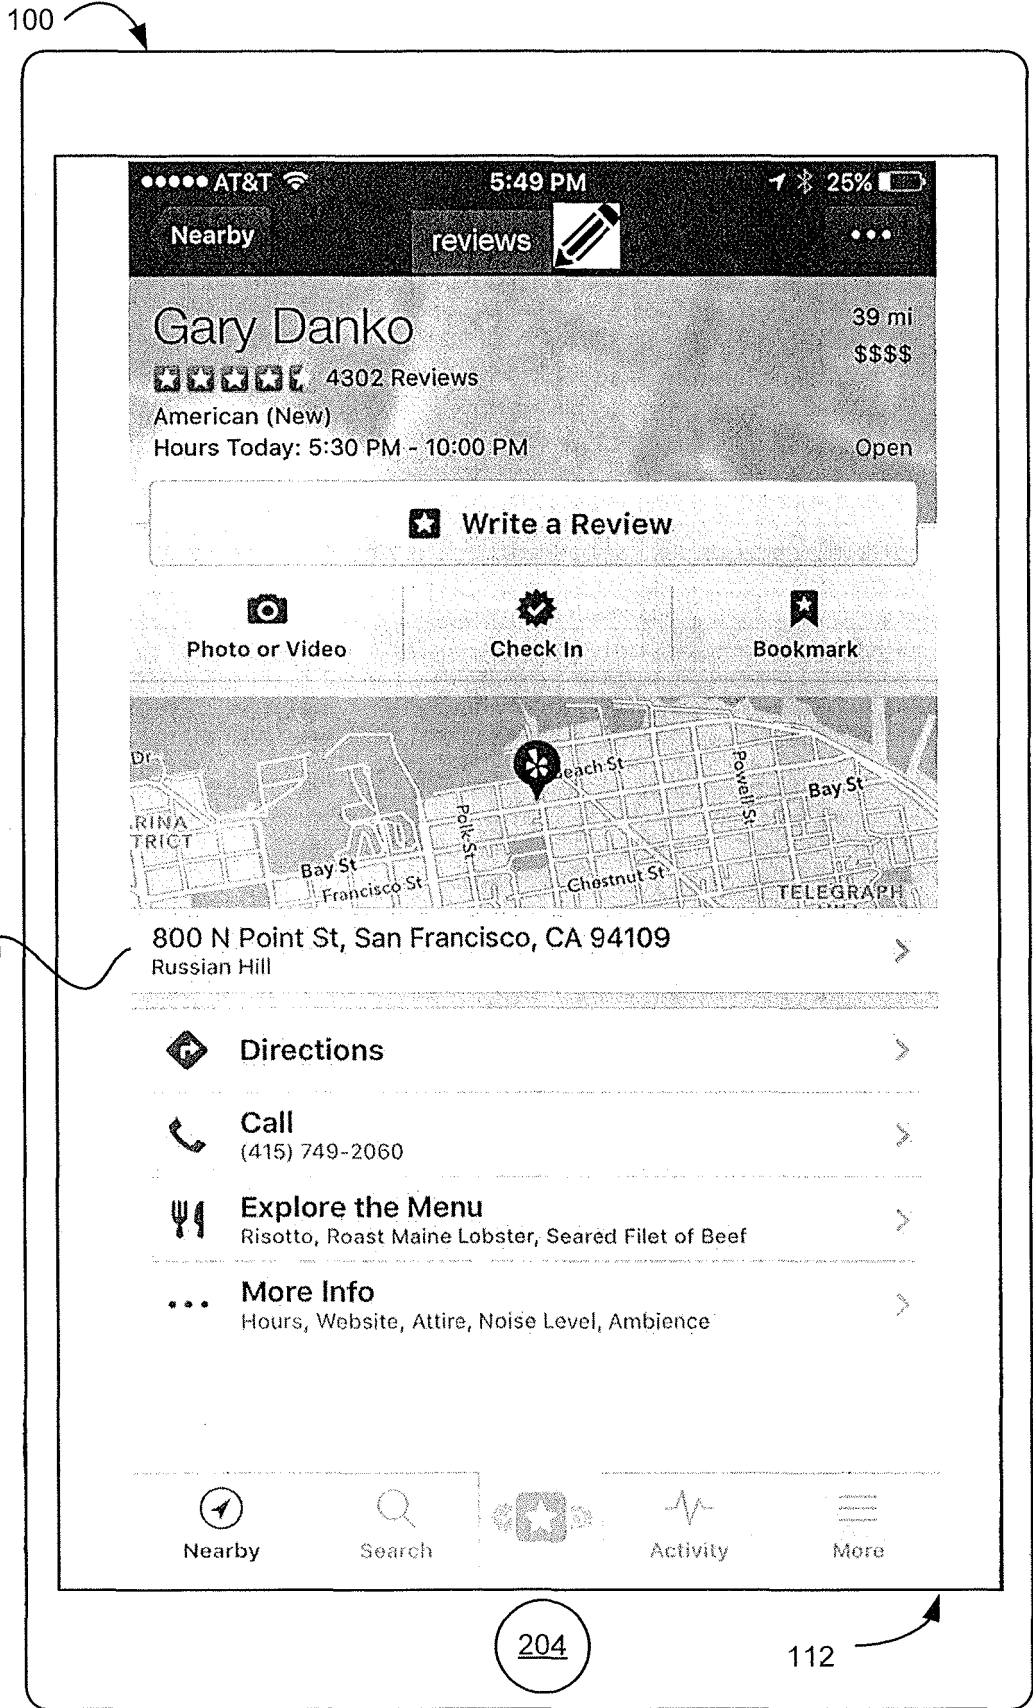 100
AT&T 5:49 PM 25%
Nearby reviews
Gary Danko 39 mi
4302 Reviews $$$$
American (New)
Hours Today: 5:30 PM - 10:00 PM Open
Write a Review
Photo or Video Check In Bookmark
Dr
Beach St
Powell St
Bay St
Polk St
RINA
TRICT
Bay St
Francisco St
Chestnut St
TELEGRAPH
800 N Point St, San Francisco, CA 94109
Russian Hill
Directions
Call
(415) 749-2060
Explore the Menu
Risotto, Roast Maine Lobster, Seared Filet of Beef
More Info
Hours, Website, Attire, Noise Level, Ambience
Nearby Search Activity More
204
112